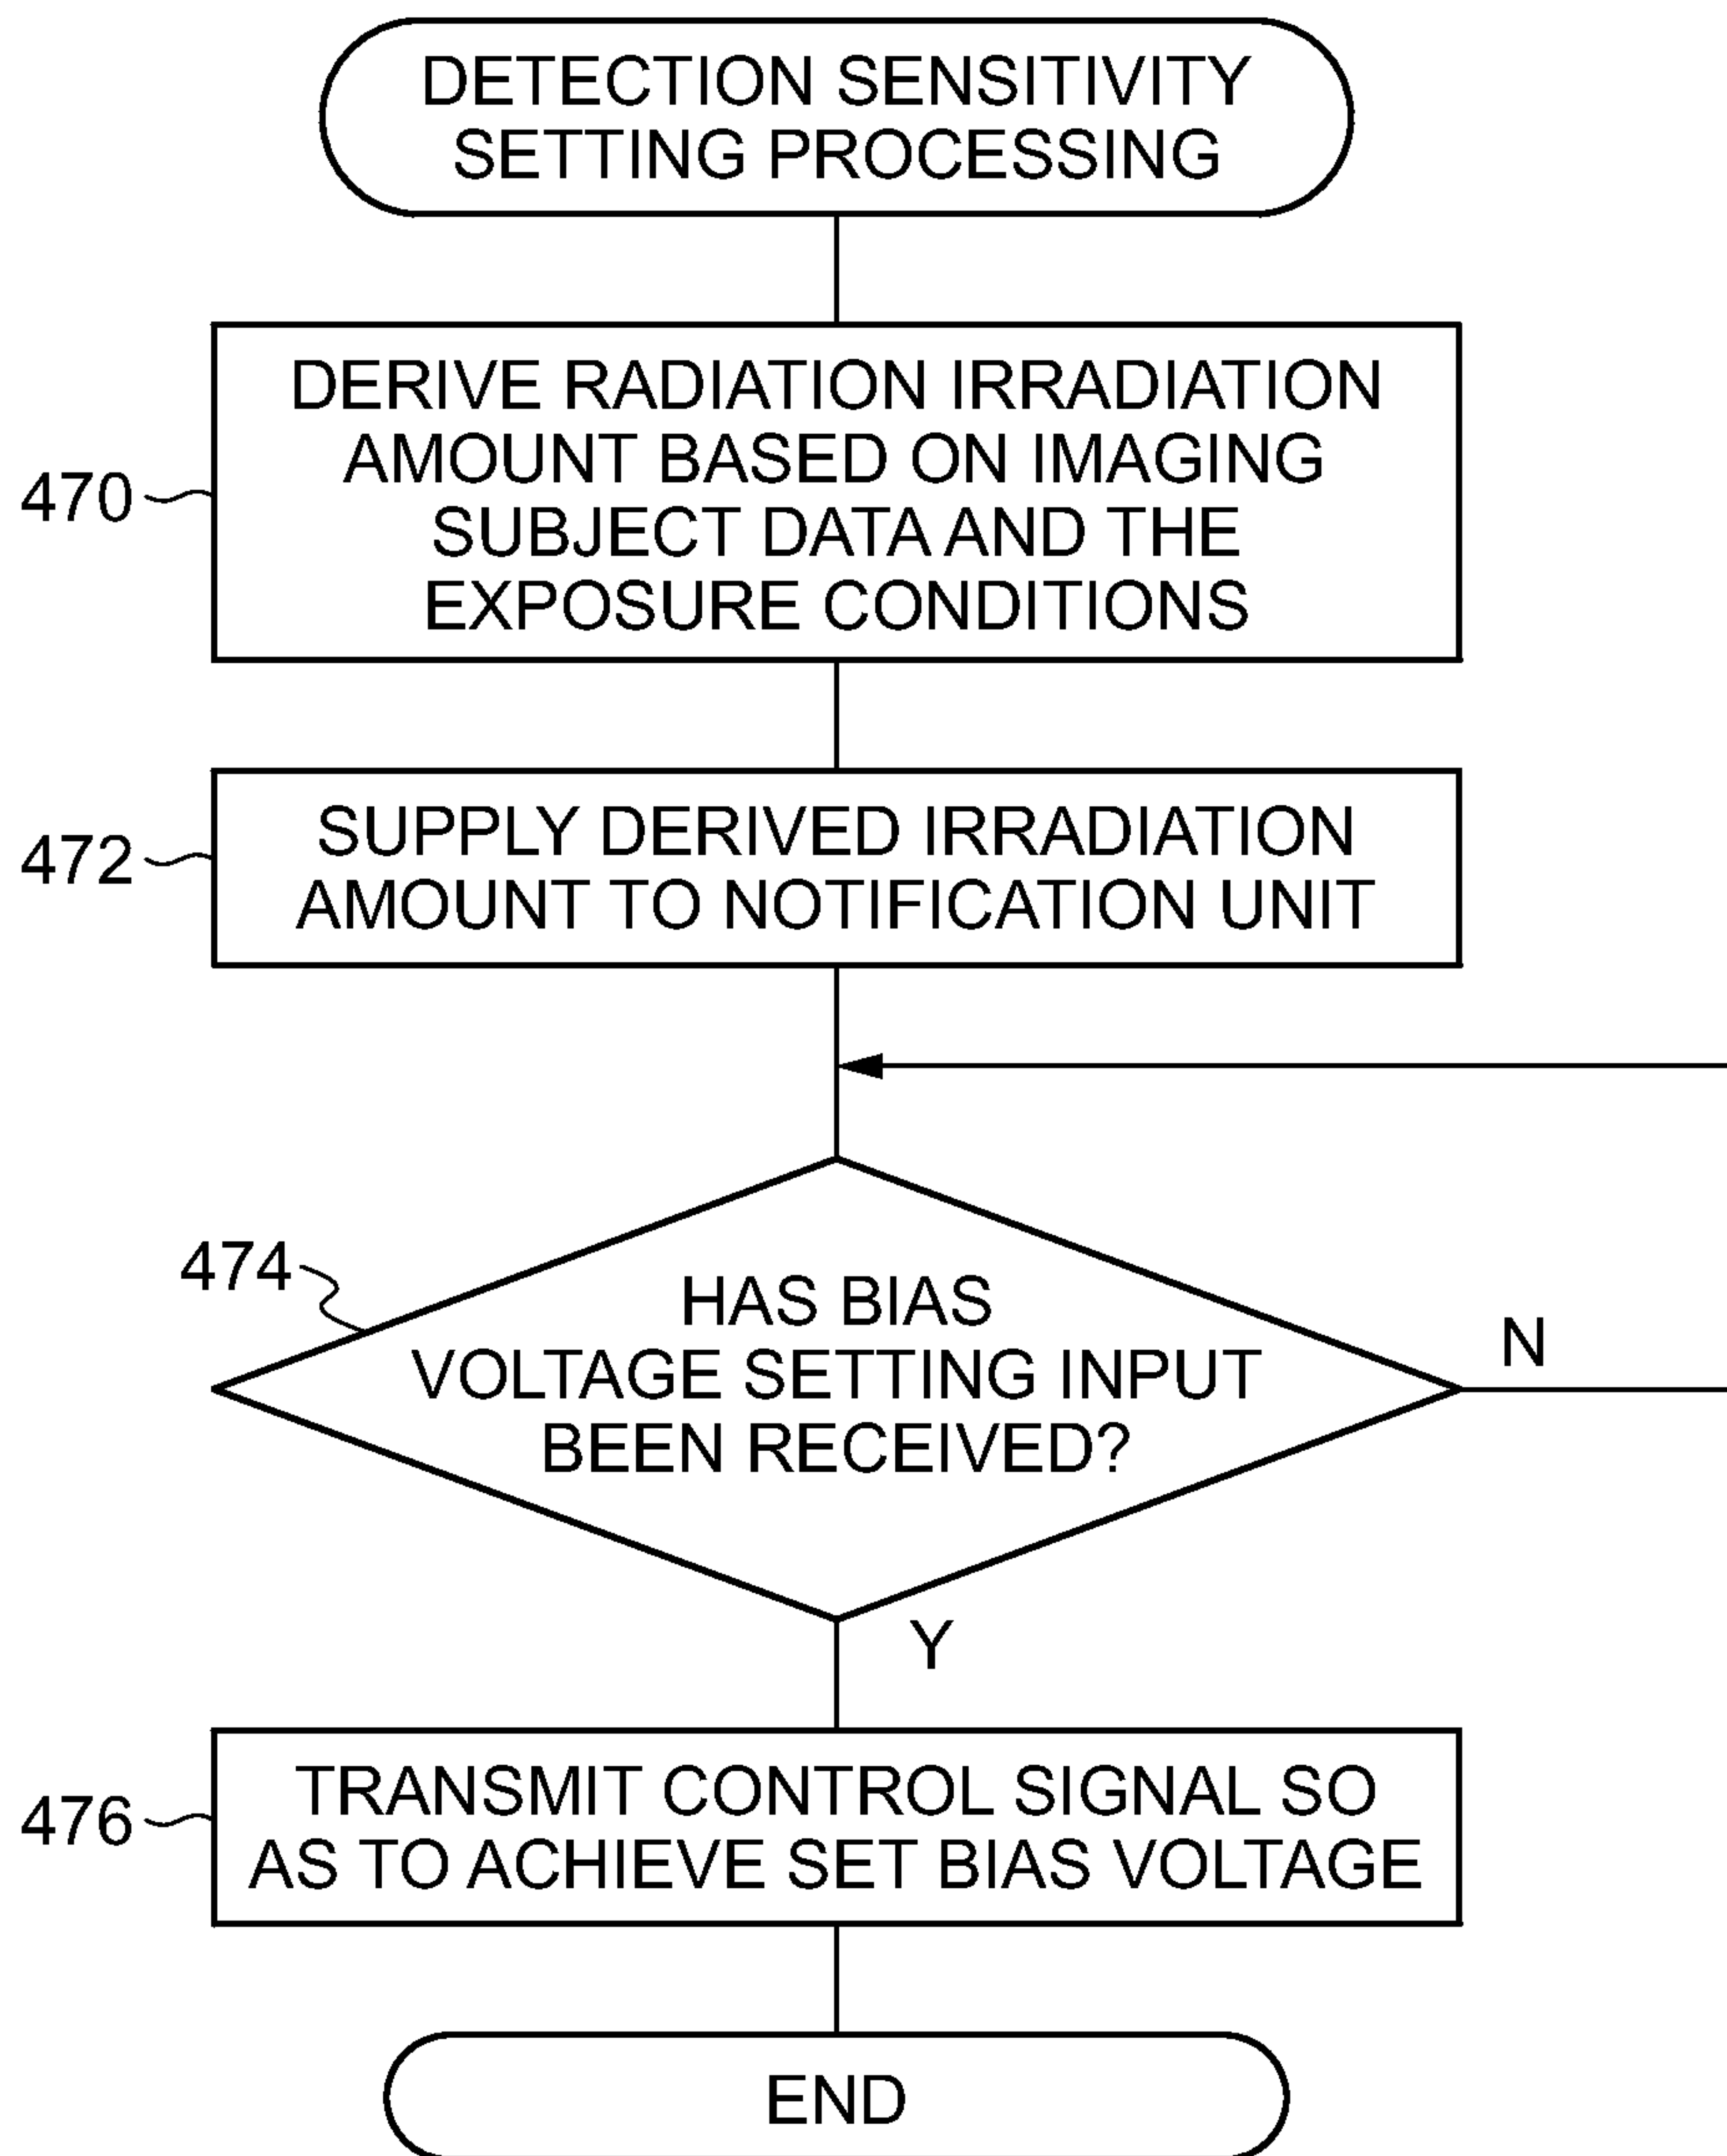 DETECTION SENSITIVITY
SETTING PROCESSING
DERIVE RADIATION IRRADIATION
AMOUNT BASED ON IMAGING
SUBJECT DATA AND THE
EXPOSURE CONDITIONS
470
SUPPLY DERIVED IRRADIATION
AMOUNT TO NOTIFICATION UNIT
472
474
HAS BIAS
VOLTAGE SETTING INPUT
BEEN RECEIVED?
N
Y
TRANSMIT CONTROL SIGNAL SO
AS TO ACHIEVE SET BIAS VOLTAGE
476
END